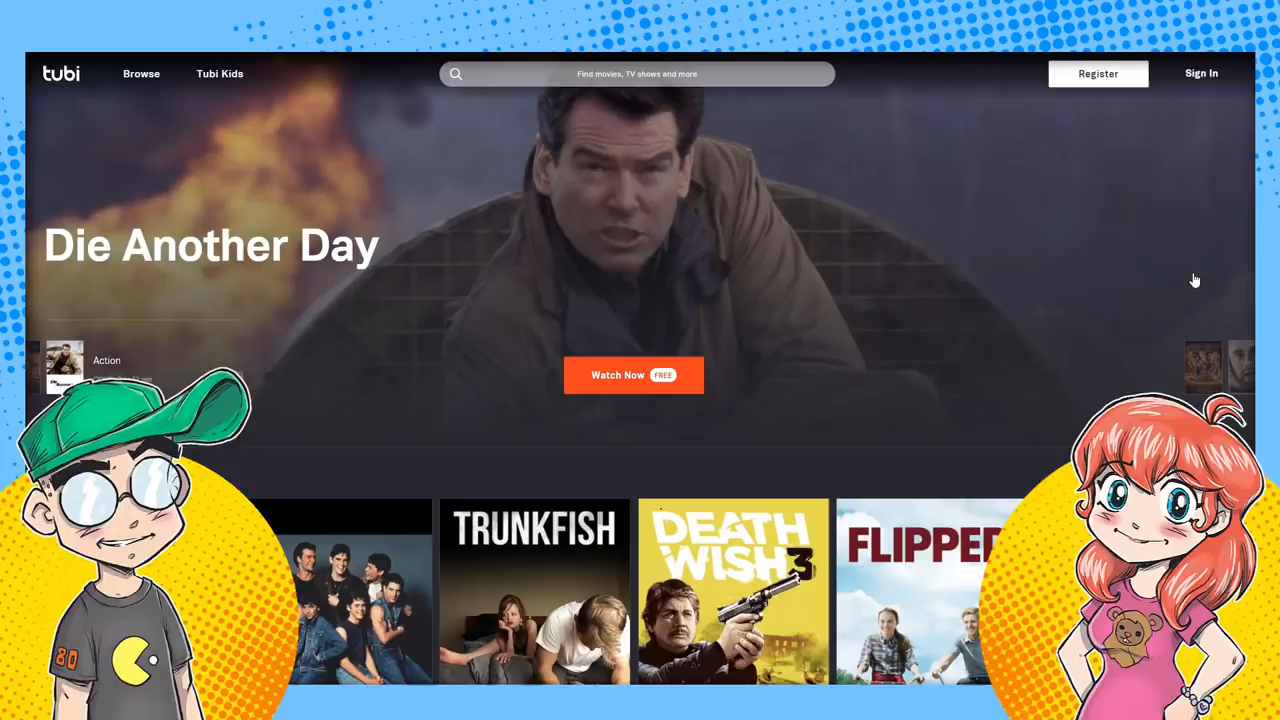 tubi Browse Tubi Kids Find movies, TV shows and more Register Sign In
Die Another Day
Action
Watch Now FREE
TRUNKFISH
DEATH
WISH 3
FLIPPED
80